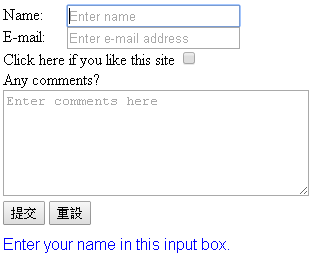 Name: Enter name
E-mail: Enter e-mail address
Click here if you like this site
Any comments?
Enter comments here
提交 重設
Enter your name in this input box.